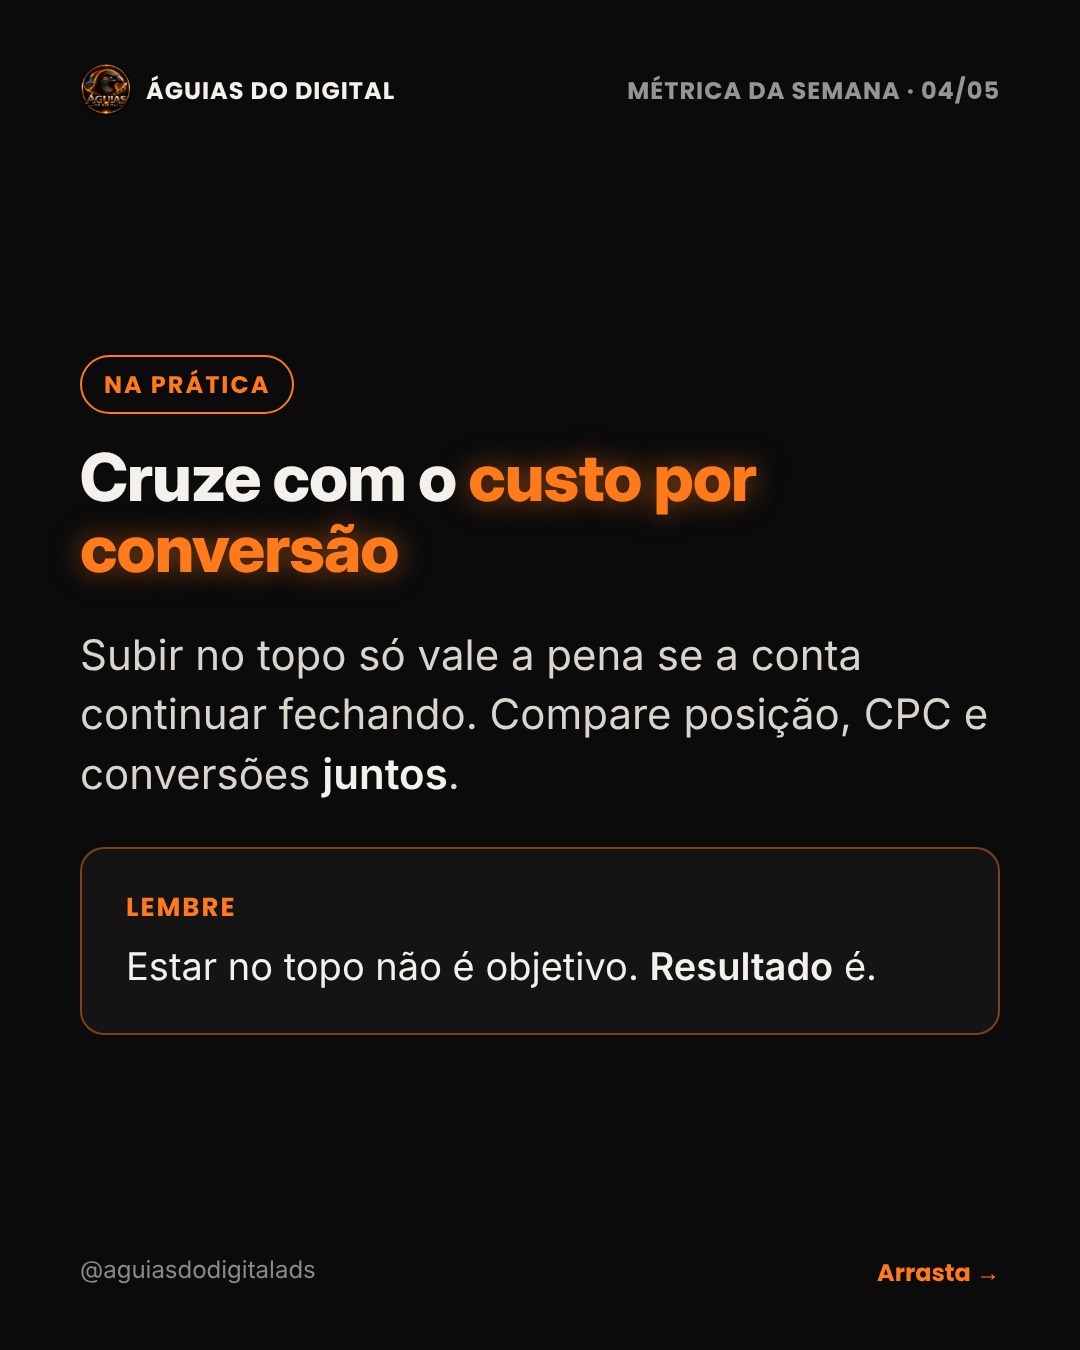 ÁGUIAS
ÁGUIAS DO DIGITAL
MÉTRICA DA SEMANA · 04/05
NA PRÁTICA
Cruze com o custo por
conversão
Subir no topo só vale a pena se a conta
continuar fechando. Compare posição, CPC e
conversões juntos.
LEMBRE
Estar no topo não é objetivo. Resultado é.
@aguiasdodigitalads
Arrasta →